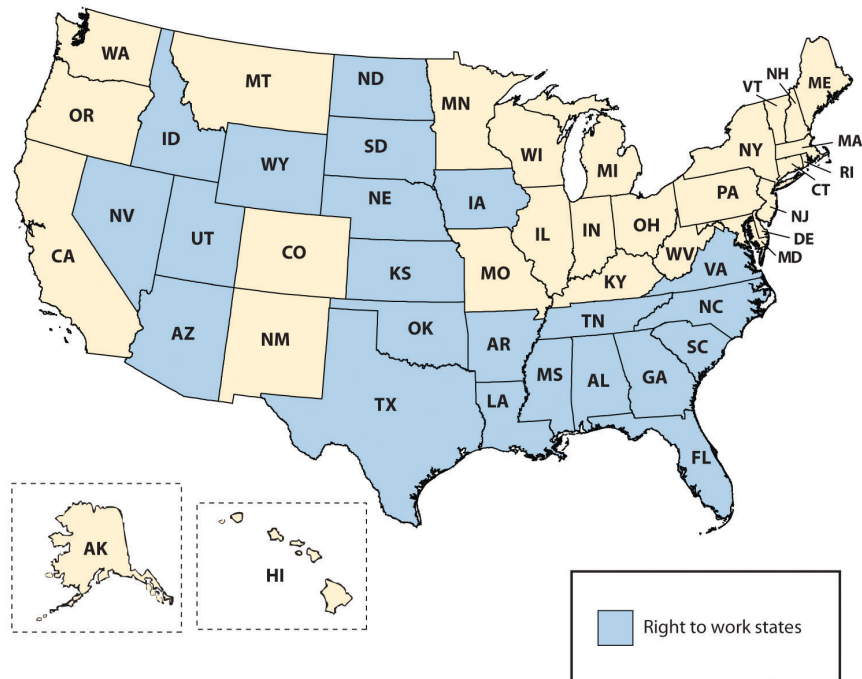 WA
MT
ND
MN
VT
NH
ME
OR
ID
WY
SD
WI
MI
NY
MA
RI
CT
NV
UT
CO
NE
IA
IL
IN
OH
PA
NJ
DE
MD
CA
KS
MO
KY
WV
VA
AZ
NM
OK
AR
TN
NC
SC
TX
LA
MS
AL
GA
FL
AK
HI
Right to work states